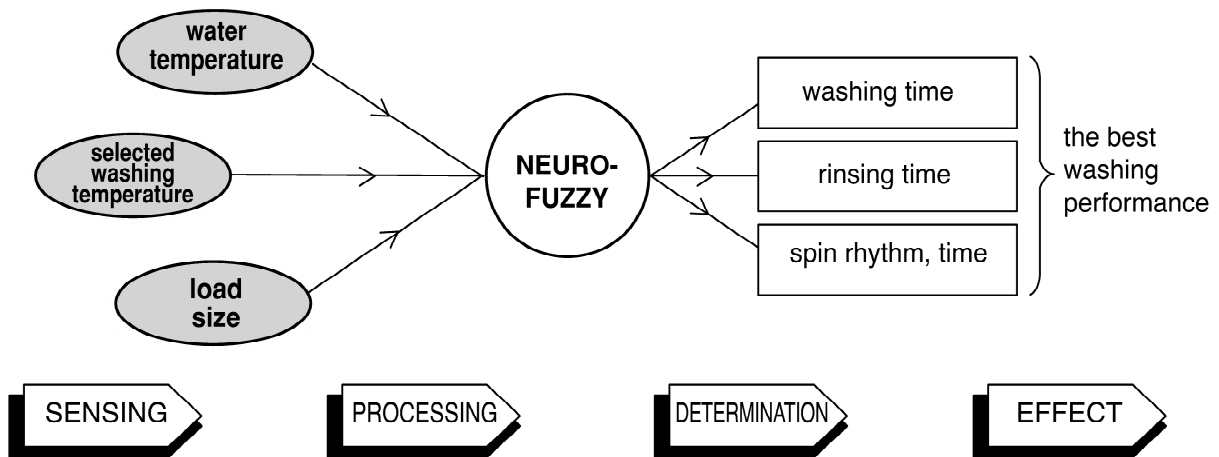 water
temperature
selected
washing
temperature
load
size
NEURO-
FUZZY
washing time
rinsing time
spin rhythm, time
the best
washing
performance
SENSING
PROCESSING
DETERMINATION
EFFECT